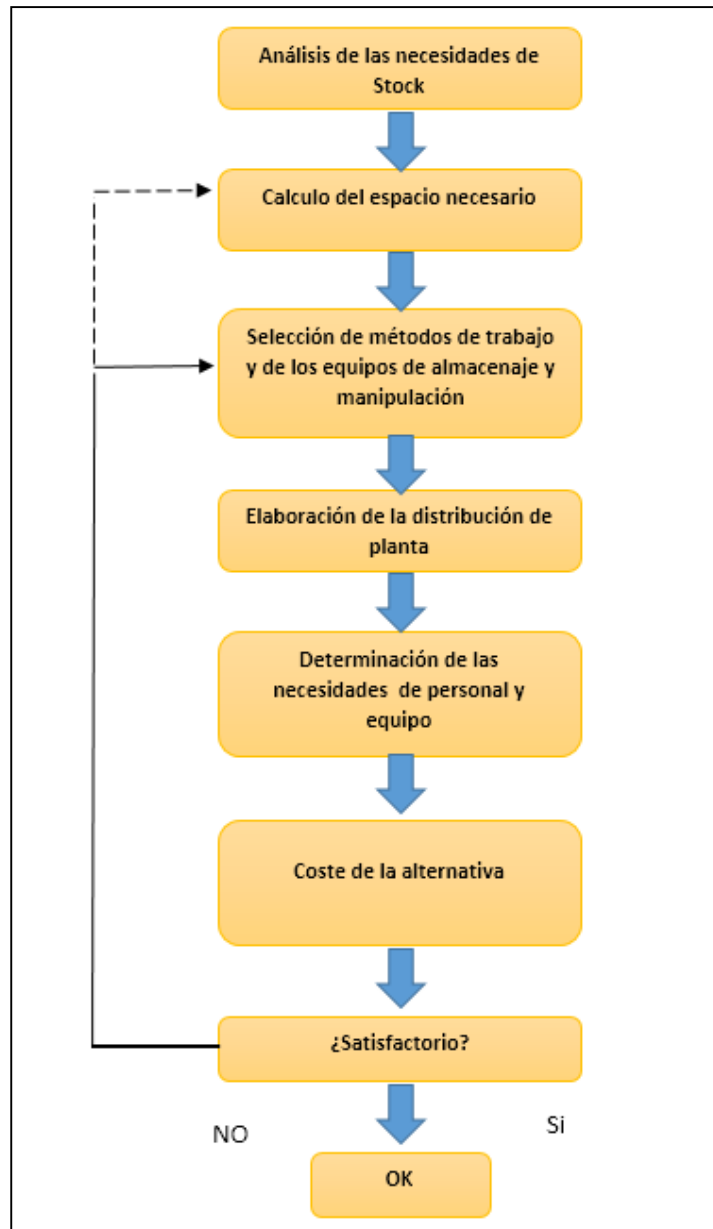 Análisis de las necesidades de
Stock
Calculo del espacio necesario
Selección de métodos de trabajo
y de los equipos de almacenaje y
manipulación
Elaboración de la distribución de
planta
Determinación de las
necesidades de personal y
equipo
Coste de la alternativa
¿Satisfactorio?
NO
Si
OK